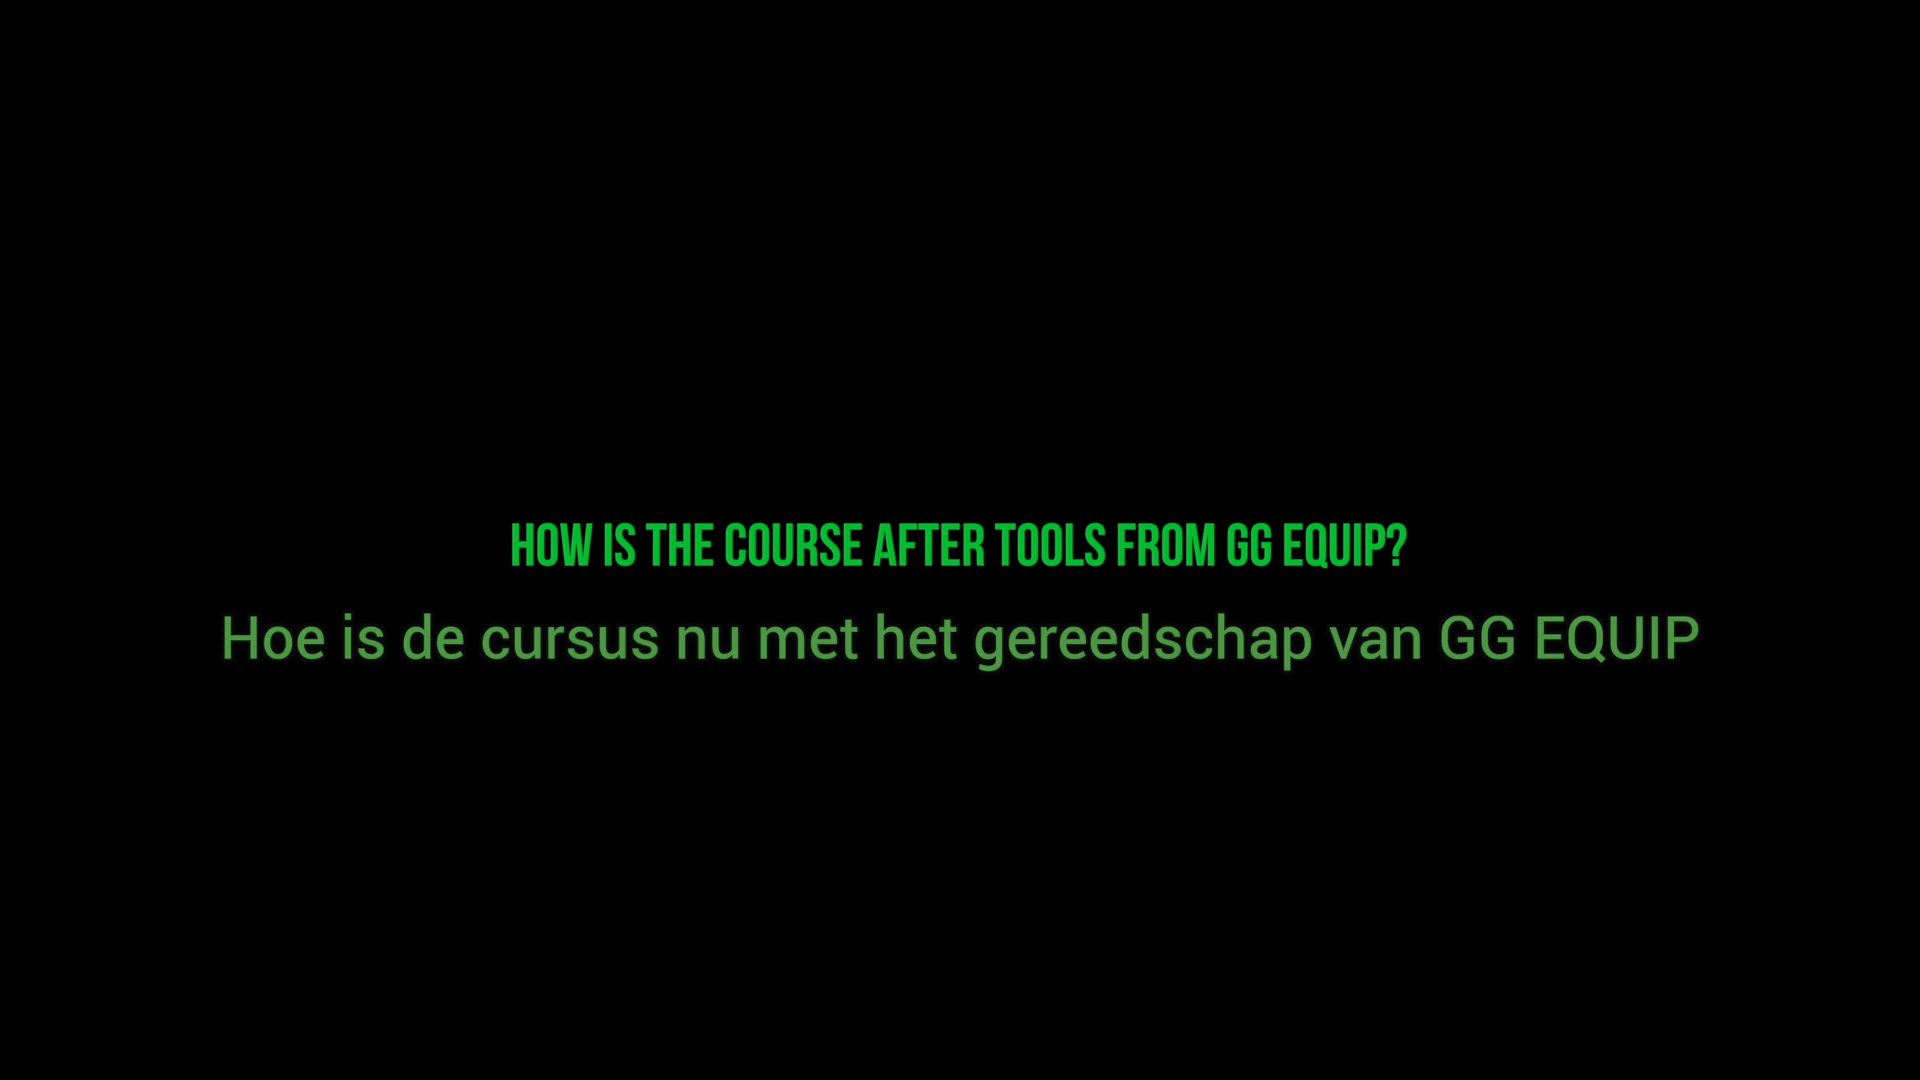 HOW IS THE COURSE AFTER TOOLS FROM GG EQUIP?
Hoe is de cursus nu met het gereedschap van GG EQUIP